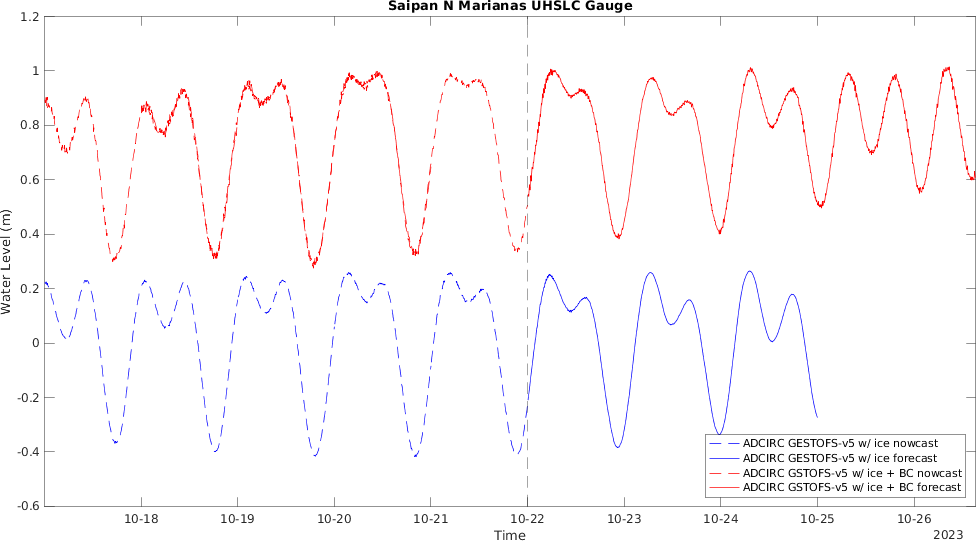 Saipan N Marianas UHSLC Gauge
1.2
1
0.8
0.6
0.4
0.2
0
-0.2
-0.4
-0.6
Water Level (m)
10-18
10-19
10-20
10-21
10-22
10-23
10-24
10-25
10-26
Time
2023
ADCIRC GESTOFS-v5 w/ ice nowcast
ADCIRC GESTOFS-v5 w/ ice forecast
ADCIRC GSTOFS-v5 w/ ice + BC nowcast
ADCIRC GSTOFS-v5 w/ ice + BC forecast